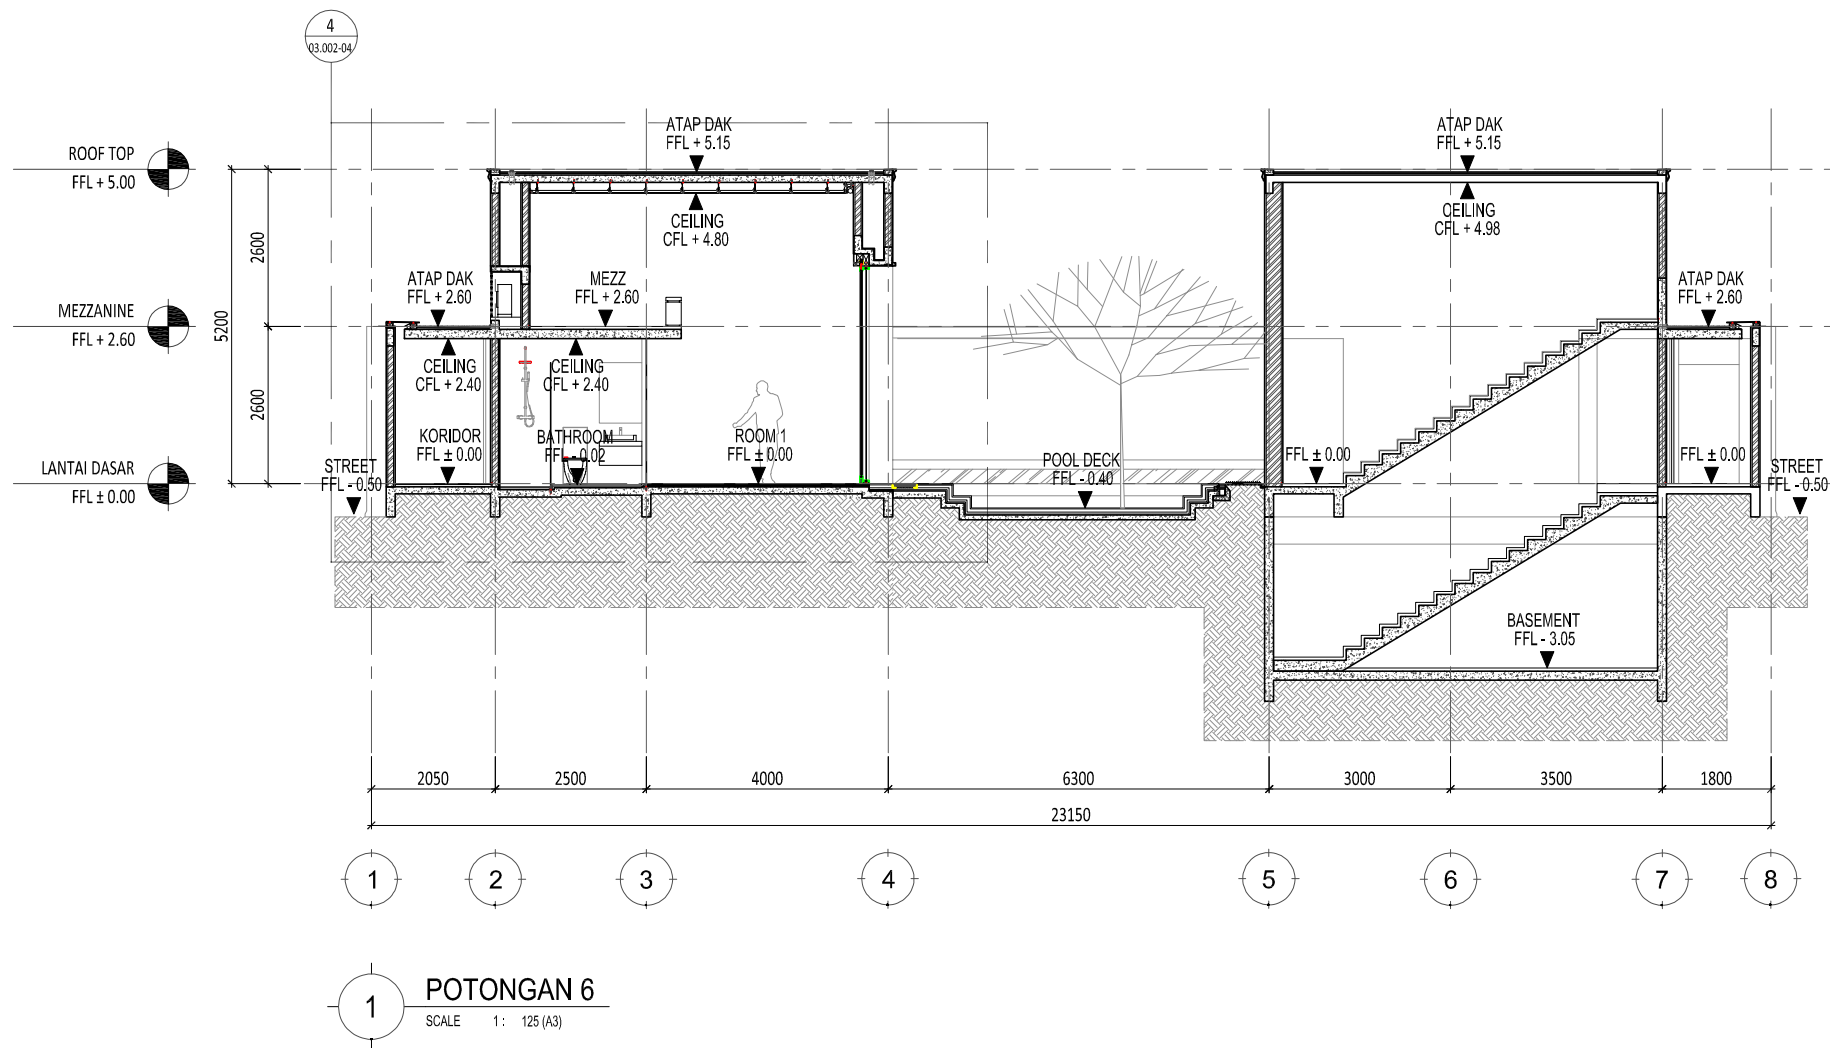 4
03.002-04
ROOF TOP
FFL + 5.00
MEZZANINE
FFL + 2.60
LANTAI DASAR
FFL ± 0.00
5200
2600
2600
ATAP DAK
FFL + 5.15
CEILING
CFL + 4.80
ATAP DAK
FFL + 2.60
MEZZ
FFL + 2.60
CEILING
CFL + 2.40
CEILING
CFL + 2.40
KORIDOR
FFL ± 0.00
BATHROOM
FFL - 0.02
ROOM 1
FFL ± 0.00
STREET
FFL - 0.50
POOL DECK
FFL - 0.40
ATAP DAK
FFL + 5.15
CEILING
CFL + 4.98
ATAP DAK
FFL + 2.60
FFL ± 0.00
FFL ± 0.00
STREET
FFL - 0.50
BASEMENT
FFL - 3.05
2050
2500
4000
6300
3000
3500
1800
23150
1
2
3
4
5
6
7
8
1
POTONGAN 6
SCALE 1 : 125 (A3)